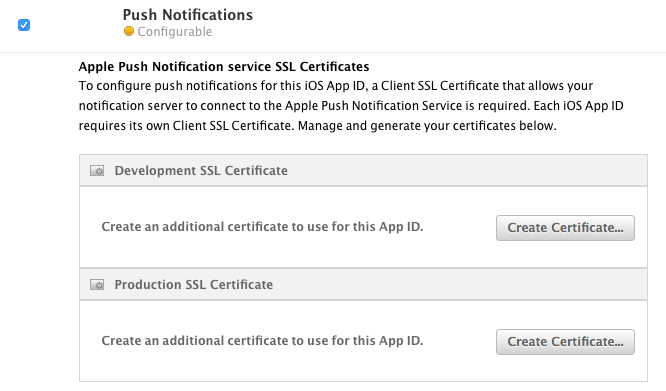 Push Notifications
Configurable
Apple Push Notification service SSL Certificates
To configure push notifications for this iOS App ID, a Client SSL Certificate that allows your
notification server to connect to the Apple Push Notification Service is required. Each iOS App ID
requires its own Client SSL Certificate. Manage and generate your certificates below.
Development SSL Certificate
Create an additional certificate to use for this App ID. Create Certificate...
Production SSL Certificate
Create an additional certificate to use for this App ID. Create Certificate...